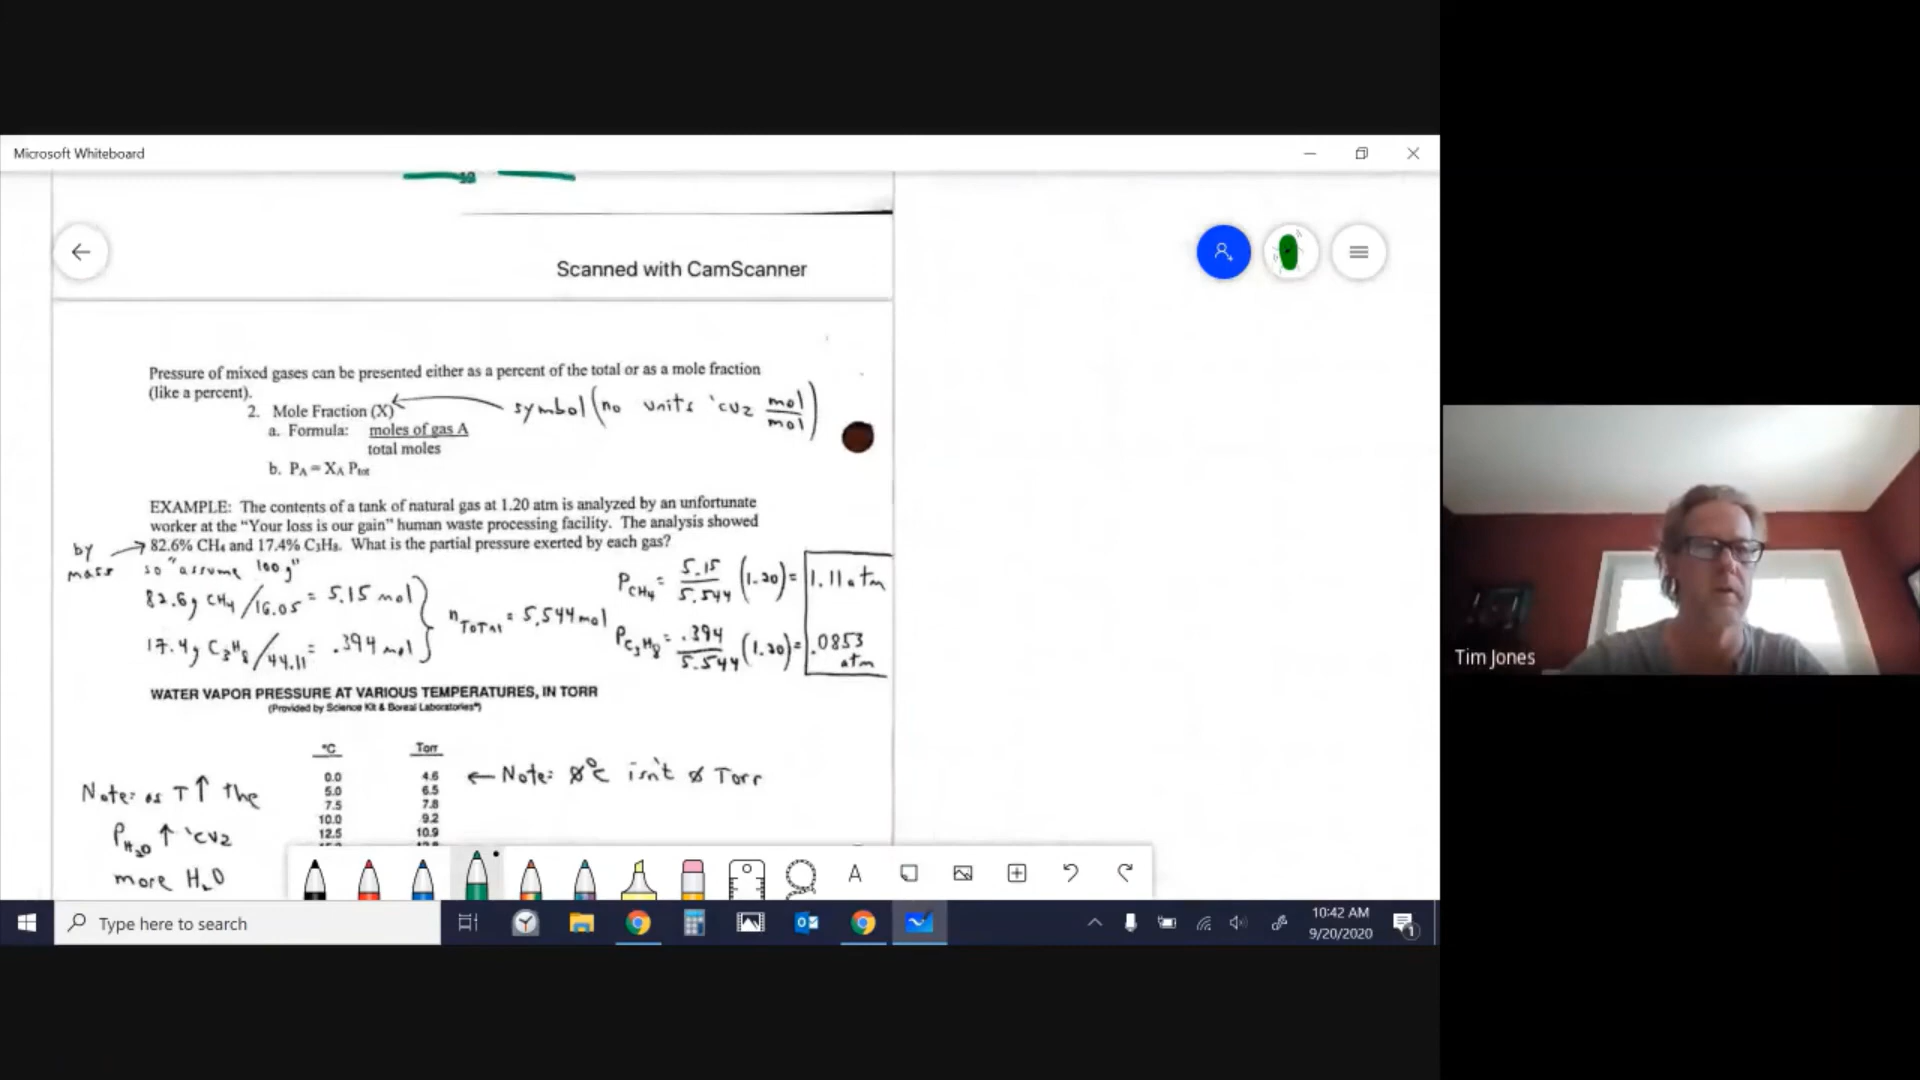 Microsoft Whiteboard
Scanned with CamScanner
Pressure of mixed gases can be presented either as a percent of the total or as a mole fraction
(like a percent).
2. Mole Fraction (X)
symbol (no units 'cuz mol
mol)
a. Formula: moles of gas A
total moles
b. PA = XA Ptot
EXAMPLE: The contents of a tank of natural gas at 1.20 atm is analyzed by an unfortunate
worker at the “Your loss is our gain” human waste processing facility. The analysis showed
82.6% CH4 and 17.4% C3H8. What is the partial pressure exerted by each gas?
by
mass
so "assume 100g"
82.6g CH4/16.05 = 5.15 mol
17.4g C3H8/44.11 = .394 mol
nTOTAL = 5.544 mol
PCH4 = 5.15
5.544 (1.20) = 1.11 atm
PC3H8 = .394
5.544 (1.20) = .0853
atm
WATER VAPOR PRESSURE AT VARIOUS TEMPERATURES, IN TORR
(Provided by Science Kit & Boreal Laboratories®)
°C Torr
0.0 4.6
5.0 6.5
7.5 7.8
10.0 9.2
12.5 10.9
← Note: 0°C isn't 0 Torr
Note: as T↑ the
PH2O ↑ 'cuz
more H2O
Tim Jones
Type here to search
10:42 AM
9/20/2020
1